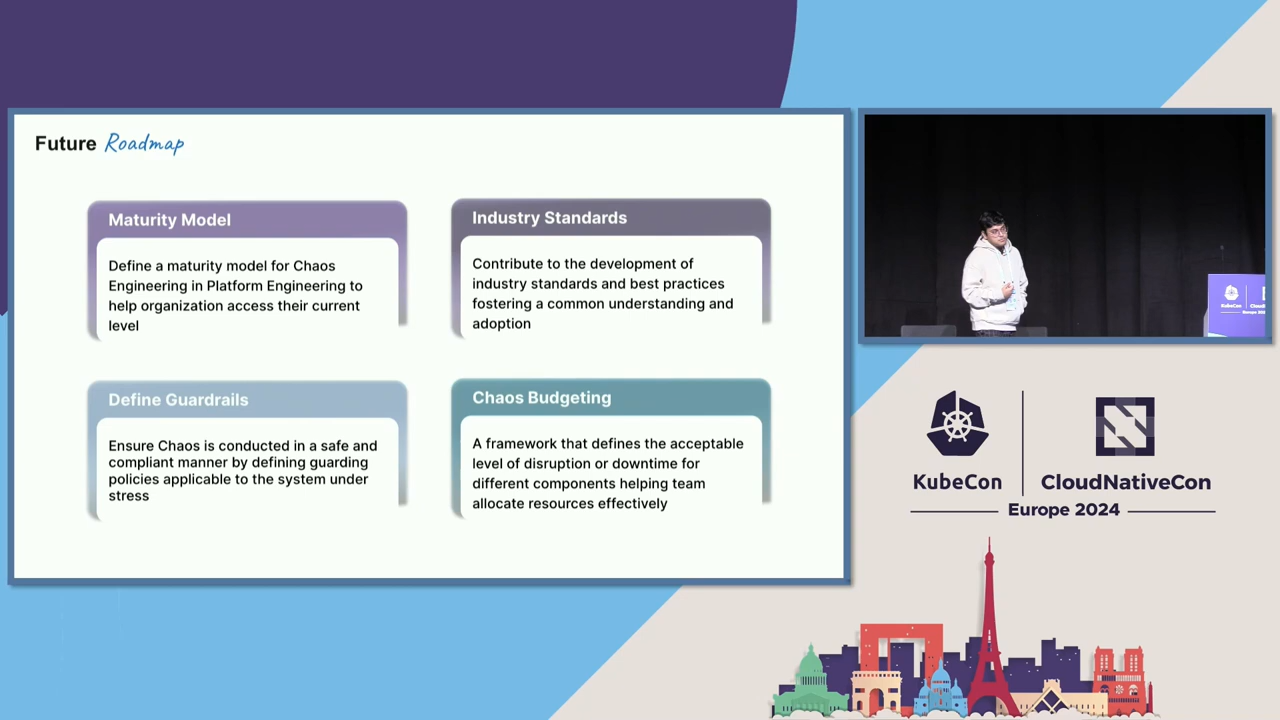 Future Roadmap
Maturity Model
Define a maturity model for Chaos
Engineering in Platform Engineering to
help organization access their current
level
Industry Standards
Contribute to the development of
industry standards and best practices
fostering a common understanding and
adoption
Define Guardrails
Ensure Chaos is conducted in a safe and
compliant manner by defining guarding
policies applicable to the system under
stress
Chaos Budgeting
A framework that defines the acceptable
level of disruption or downtime for
different components helping team
allocate resources effectively
KubeCon
KubeCon
CloudNativeCon
Europe 2024